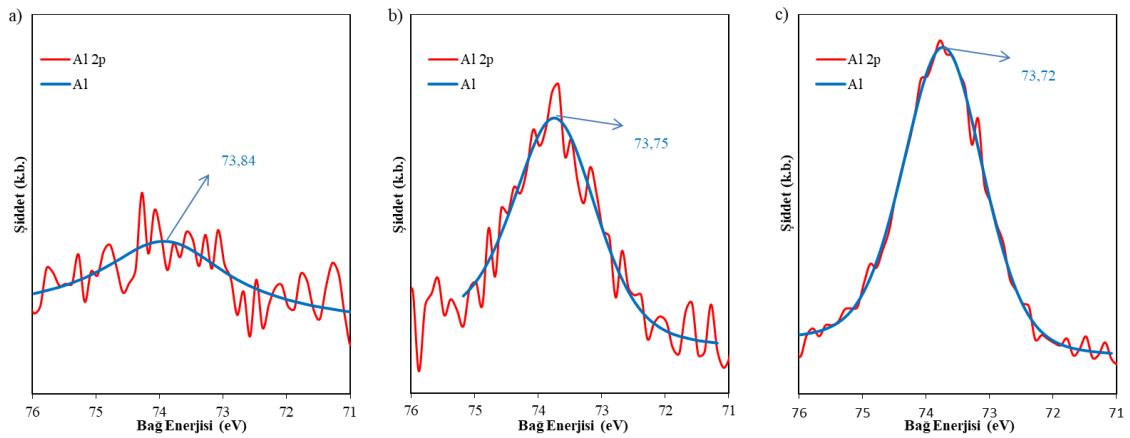 a)
Al 2p
Al
73,84
Şiddet (k.b.)
76 75 74 73 72 71
Bağ Enerjisi (eV)
b)
Al 2p
Al
73,75
Şiddet (k.b.)
76 75 74 73 72 71
Bağ Enerjisi (eV)
c)
Al 2p
Al
73,72
Şiddet (k.b.)
76 75 74 73 72 71
Bağ Enerjisi (eV)